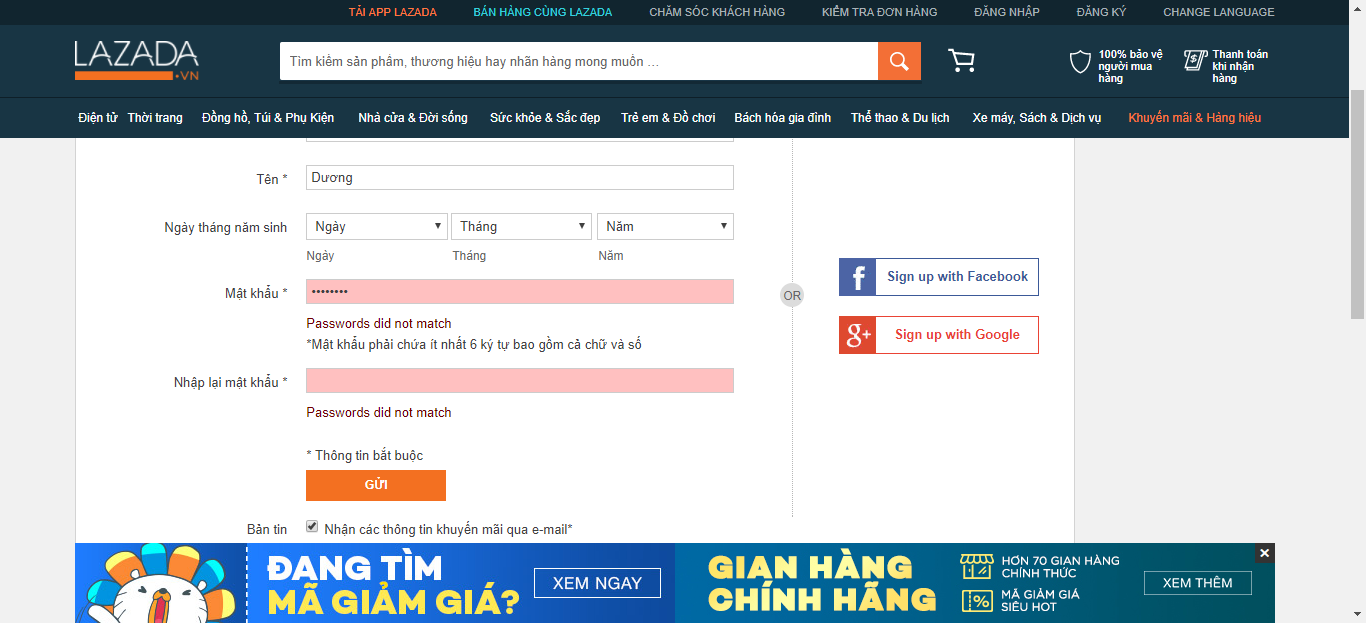 TẢI APP LAZADA BÁN HÀNG CÙNG LAZADA CHĂM SÓC KHÁCH HÀNG KIỂM TRA ĐƠN HÀNG ĐĂNG NHẬP ĐĂNG KÝ CHANGE LANGUAGE
LAZADA
.VN
Tìm kiếm sản phẩm, thương hiệu hay nhãn hàng mong muốn ...
100% bảo vệ
người mua
hàng
Thanh toán
khi nhận
hàng
Điện tử Thời trang Đồng hồ, Túi & Phụ Kiện Nhà cửa & Đời sống Sức khỏe & Sắc đẹp Trẻ em & Đồ chơi Bách hóa gia đình Thể thao & Du lịch Xe máy, Sách & Dịch vụ Khuyến mãi & Hàng hiệu
Tên * Dương
Ngày tháng năm sinh Ngày Tháng Năm
Ngày Tháng Năm
Mật khẩu * ••••••••
Passwords did not match
*Mật khẩu phải chứa ít nhất 6 ký tự bao gồm cả chữ và số
Nhập lại mật khẩu *
Passwords did not match
* Thông tin bắt buộc
GỬI
Bản tin Nhận các thông tin khuyến mãi qua e-mail*
OR
f Sign up with Facebook
g+ Sign up with Google
ĐANG TÌM
MÃ GIẢM GIÁ?
XEM NGAY
GIAN HÀNG
CHÍNH HÃNG
HƠN 70 GIAN HÀNG
CHÍNH THỨC
MÃ GIẢM GIÁ
SIÊU HOT
XEM THÊM